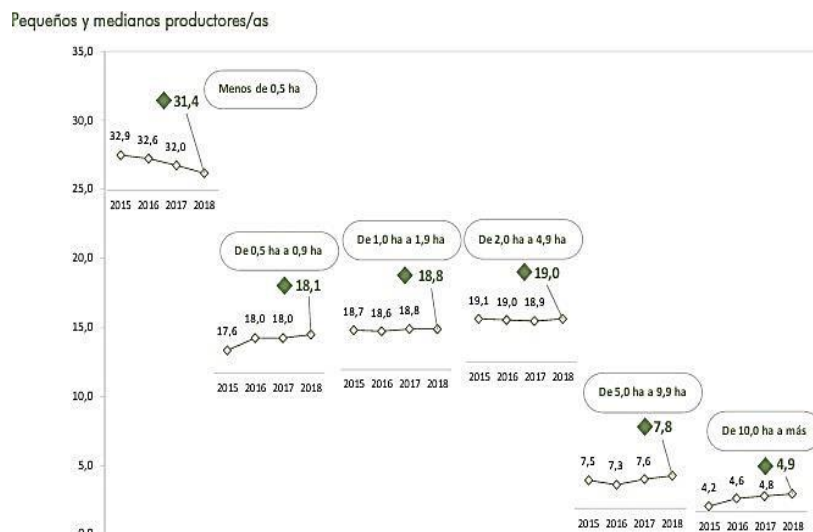 Pequeños y medianos productores/as
35,0
30,0
25,0
20,0
15,0
10,0
5,0
0,0
Menos de 0,5 ha
31,4
32,9 32,6 32,0
2015 2016 2017 2018
De 0,5 ha a 0,9 ha
18,1
17,6 18,0 18,0
2015 2016 2017 2018
De 1,0 ha a 1,9 ha
18,8
18,7 18,6 18,8
2015 2016 2017 2018
De 2,0 ha a 4,9 ha
19,0
19,1 19,0 18,9
2015 2016 2017 2018
De 5,0 ha a 9,9 ha
7,8
7,5 7,3 7,6
2015 2016 2017 2018
De 10,0 ha a más
4,9
4,2 4,6 4,8
2015 2016 2017 2018